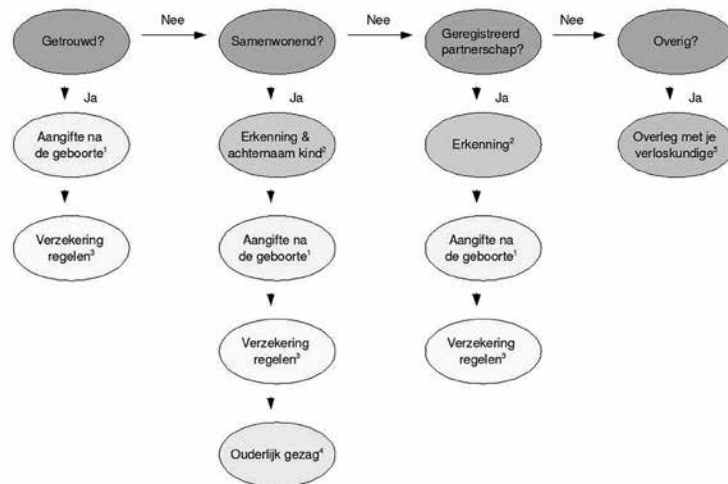 Getrouwd?
Nee
Samenwonend?
Nee
Geregistreerd
partnerschap?
Nee
Overig?
Ja
Ja
Ja
Ja
Aangifte na
de geboorte¹
Erkenning &
achternaam kind²
Erkenning²
Overleg met je
verloskundige⁵
Verzekering
regelen³
Aangifte na
de geboorte¹
Aangifte na
de geboorte¹
Verzekering
regelen³
Verzekering
regelen³
Ouderlijk gezag⁴